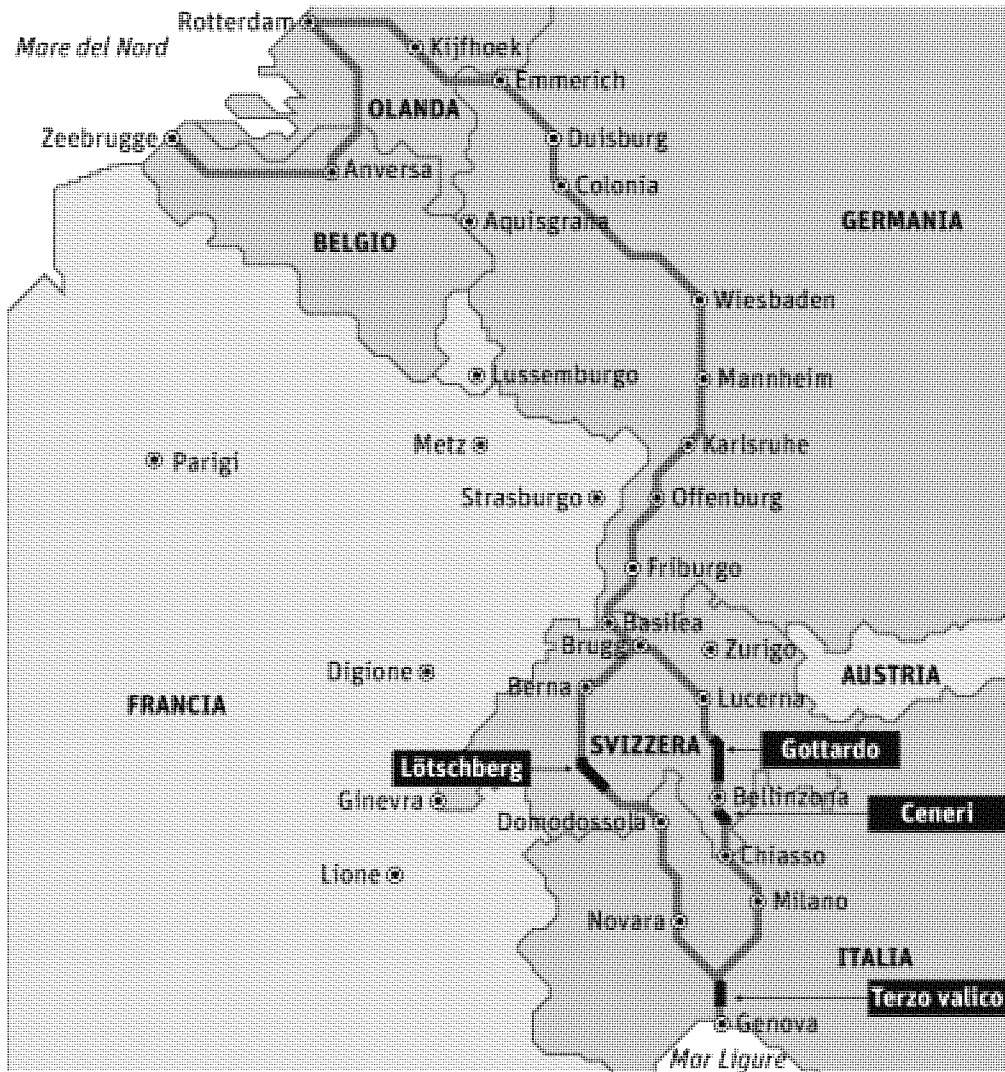 Rotterdam
Mare del Nord
Kijfhoek
Emmerich
OLANDA
Zeebrugge
Duisburg
Anversa
Colonia
Aquisgrana
GERMANIA
BELGIO
Wiesbaden
Lussemburgo
Mannheim
Metz
Karlsruhe
Parigi
Strasburgo
Offenburg
Friburgo
Basilea
Brugg
Zurigo
Digione
AUSTRIA
Berna
Lucerna
FRANCIA
SVIZZERA
Gottardo
Lötschberg
Ginevra
Bellinzona
Ceneri
Domodossola
Chiasso
Lione
Milano
Novara
ITALIA
Terzo valico
Genova
Mar Ligure